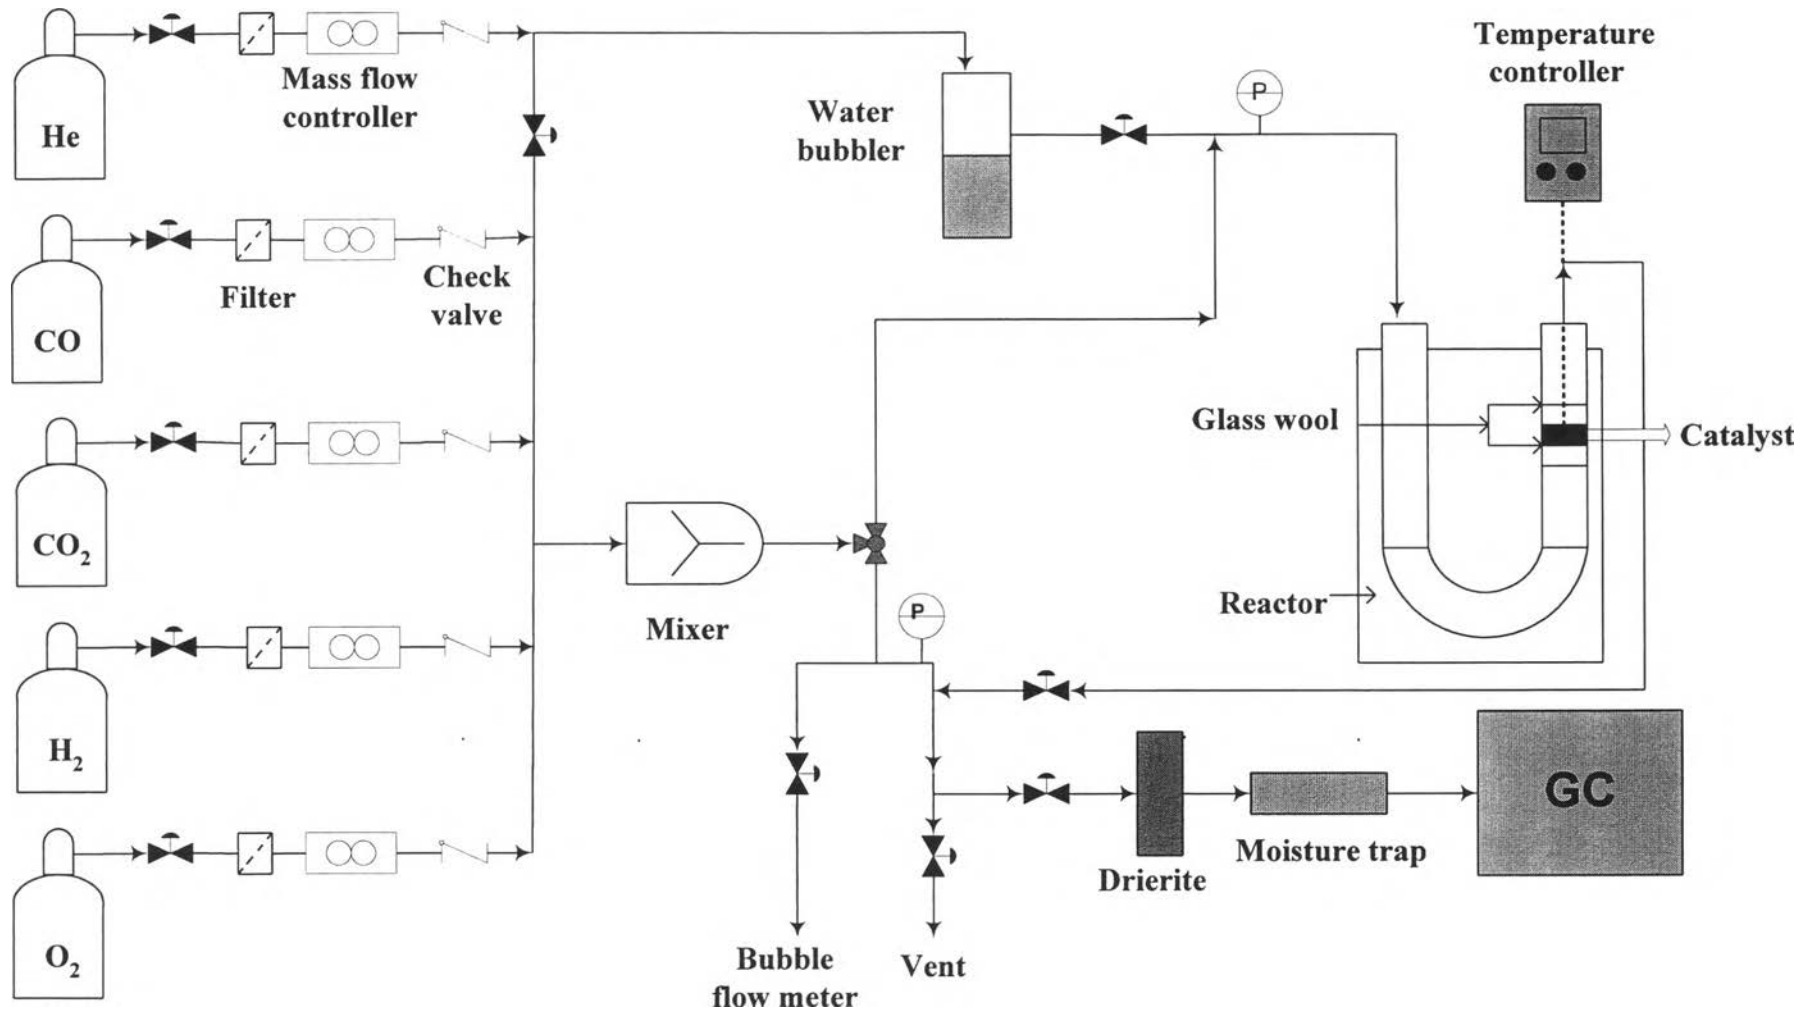 Temperature
controller
Mass flow
controller
P
He
Water
bubbler
Filter
Check
valve
CO
Glass wool
Catalyst
CO₂
Mixer
P
Reactor
H₂
GC
Moisture trap
Drierite
O₂
Bubble
flow meter
Vent